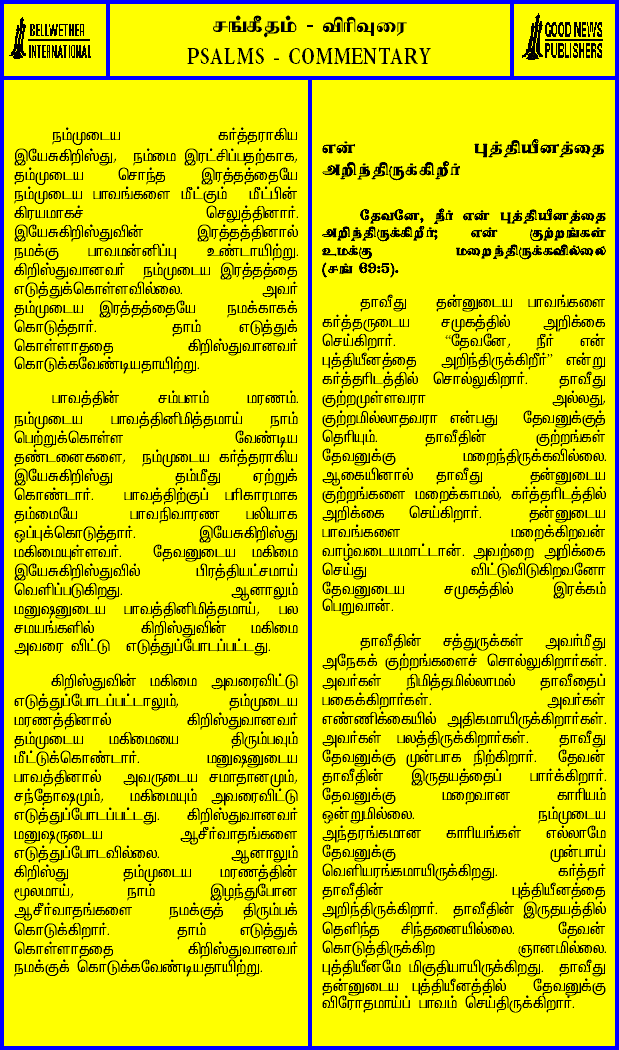 BELLWETHER
INTERNATIONAL
சங்கீதம் - விரிவுரை
PSALMS - COMMENTARY
GOOD NEWS
PUBLISHERS
நம்முடைய கர்த்தராகிய
இயேசுகிறிஸ்து, நம்மை இரட்சிப்பதற்காக,
தம்முடைய சொந்த இரத்தத்தையே
நம்முடைய பாவங்களை மீட்கும் மீட்பின்
கிரயமாகச் செலுத்தினார்.
இயேசுகிறிஸ்துவின் இரத்தத்தினால்
நமக்கு பாவமன்னிப்பு உண்டாயிற்று.
கிறிஸ்துவானவர் நம்முடைய இரத்தத்தை
எடுத்துக்கொள்ளவில்லை. அவர்
தம்முடைய இரத்தத்தையே நமக்காகக்
கொடுத்தார். தாம் எடுத்துக்
கொள்ளாததை கிறிஸ்துவானவர்
கொடுக்கவேண்டியதாயிற்று.
பாவத்தின் சம்பளம் மரணம்.
நம்முடைய பாவத்தினிமித்தமாய் நாம்
பெற்றுக்கொள்ள வேண்டிய
தண்டனைகளை, நம்முடைய கர்த்தராகிய
இயேசுகிறிஸ்து தம்மீது ஏற்றுக்
கொண்டார். பாவத்திற்குப் பரிகாரமாக
தம்மையே பாவநிவாரண பலியாக
ஒப்புக்கொடுத்தார். இயேசுகிறிஸ்து
மகிமையுள்ளவர். தேவனுடைய மகிமை
இயேசுகிறிஸ்துவில் பிரத்தியட்சமாய்
வெளிப்படுகிறது. ஆனாலும்
மனுஷனுடைய பாவத்தினிமித்தமாய், பல
சமயங்களில் கிறிஸ்துவின் மகிமை
அவரை விட்டு எடுத்துப்போடப்பட்டது.
கிறிஸ்துவின் மகிமை அவரைவிட்டு
எடுத்துப்போடப்பட்டாலும், தம்முடைய
மரணத்தினால் கிறிஸ்துவானவர்
தம்முடைய மகிமையை திரும்பவும்
மீட்டுக்கொண்டார். மனுஷனுடைய
பாவத்தினால் அவருடைய சமாதானமும்,
சந்தோஷமும், மகிமையும் அவரைவிட்டு
எடுத்துப்போடப்பட்டது. கிறிஸ்துவானவர்
மனுஷருடைய ஆசீர்வாதங்களை
எடுத்துப்போடவில்லை. ஆனாலும்
கிறிஸ்து தம்முடைய மரணத்தின்
மூலமாய், நாம் இழந்துபோன
ஆசீர்வாதங்களை நமக்குத் திரும்பக்
கொடுக்கிறார். தாம் எடுத்துக்
கொள்ளாததை கிறிஸ்துவானவர்
நமக்குக் கொடுக்கவேண்டியதாயிற்று.
என் புத்தியீனத்தை
அறிந்திருக்கிறீர்
தேவனே, நீர் என் புத்தியீனத்தை
அறிந்திருக்கிறீர்; என் குற்றங்கள்
உமக்கு மறைந்திருக்கவில்லை
(சங் 69:5).
தாவீது தன்னுடைய பாவங்களை
கர்த்தருடைய சமுகத்தில் அறிக்கை
செய்கிறார். "தேவனே, நீர் என்
புத்தியீனத்தை அறிந்திருக்கிறீர்" என்று
கர்த்தரிடத்தில் சொல்லுகிறார். தாவீது
குற்றமுள்ளவரா அல்லது,
குற்றமில்லாதவரா என்பது தேவனுக்குத்
தெரியும். தாவீதின் குற்றங்கள்
தேவனுக்கு மறைந்திருக்கவில்லை.
ஆகையினால் தாவீது தன்னுடைய
குற்றங்களை மறைக்காமல், கர்த்தரிடத்தில்
அறிக்கை செய்கிறார். தன்னுடைய
பாவங்களை மறைக்கிறவன்
வாழ்வடையமாட்டான். அவற்றை அறிக்கை
செய்து விட்டுவிடுகிறவனோ
தேவனுடைய சமுகத்தில் இரக்கம்
பெறுவான்.
தாவீதின் சத்துருக்கள் அவர்மீது
அநேகக் குற்றங்களைச் சொல்லுகிறார்கள்.
அவர்கள் நிமித்தமில்லாமல் தாவீதைப்
பகைக்கிறார்கள். அவர்கள்
எண்ணிக்கையில் அதிகமாயிருக்கிறார்கள்.
அவர்கள் பலத்திருக்கிறார்கள். தாவீது
தேவனுக்கு முன்பாக நிற்கிறார். தேவன்
தாவீதின் இருதயத்தைப் பார்க்கிறார்.
தேவனுக்கு மறைவான காரியம்
ஒன்றுமில்லை. நம்முடைய
அந்தரங்கமான காரியங்கள் எல்லாமே
தேவனுக்கு முன்பாய்
வெளியரங்கமாயிருக்கிறது. கர்த்தர்
தாவீதின் புத்தியீனத்தை
அறிந்திருக்கிறார். தாவீதின் இருதயத்தில்
தெளிந்த சிந்தனையில்லை. தேவன்
கொடுத்திருக்கிற ஞானமில்லை.
புத்தியீனமே மிகுதியாயிருக்கிறது. தாவீது
தன்னுடைய புத்தியீனத்தில் தேவனுக்கு
விரோதமாய்ப் பாவம் செய்திருக்கிறார்.